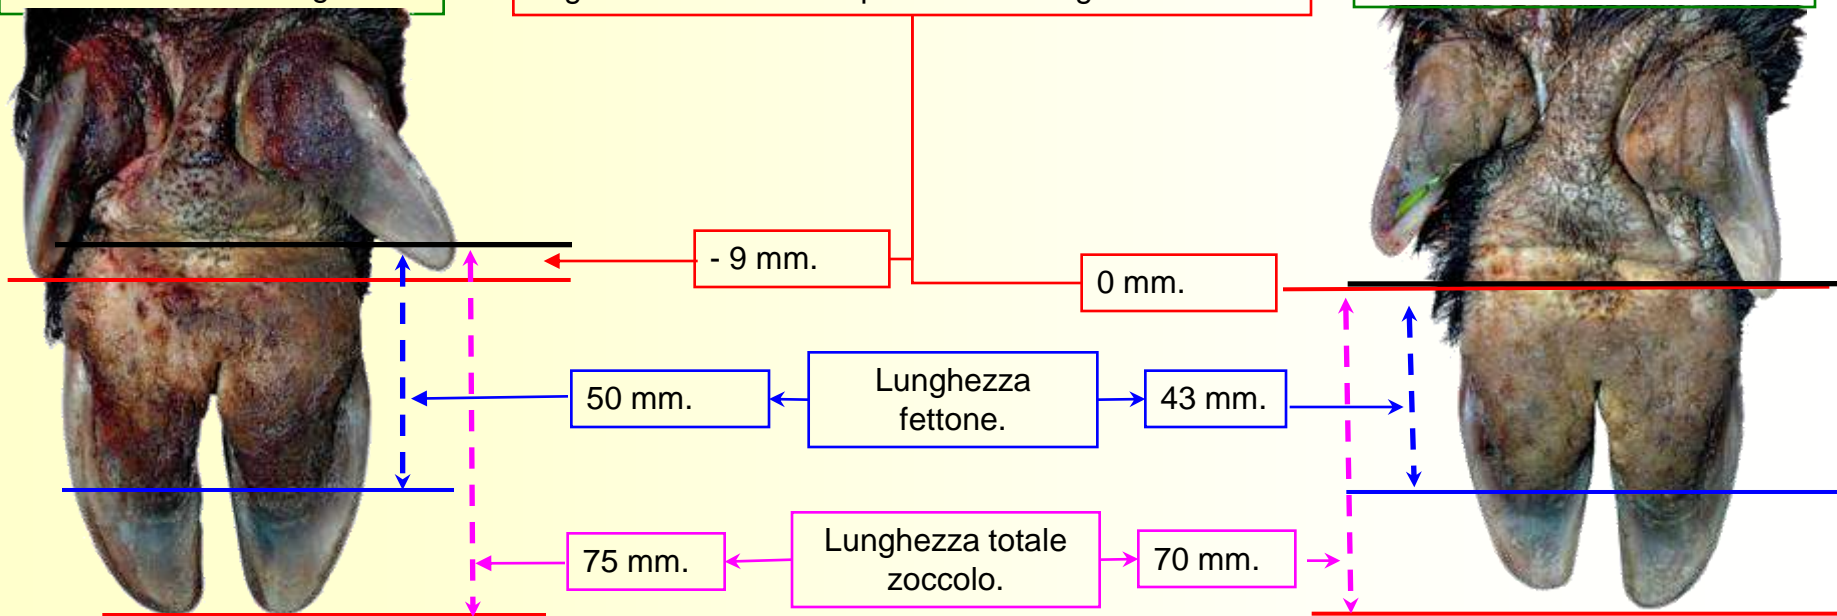 - 9 mm.
0 mm.
50 mm.
Lunghezza
fettone.
43 mm.
75 mm.
Lunghezza totale
zoccolo.
70 mm.